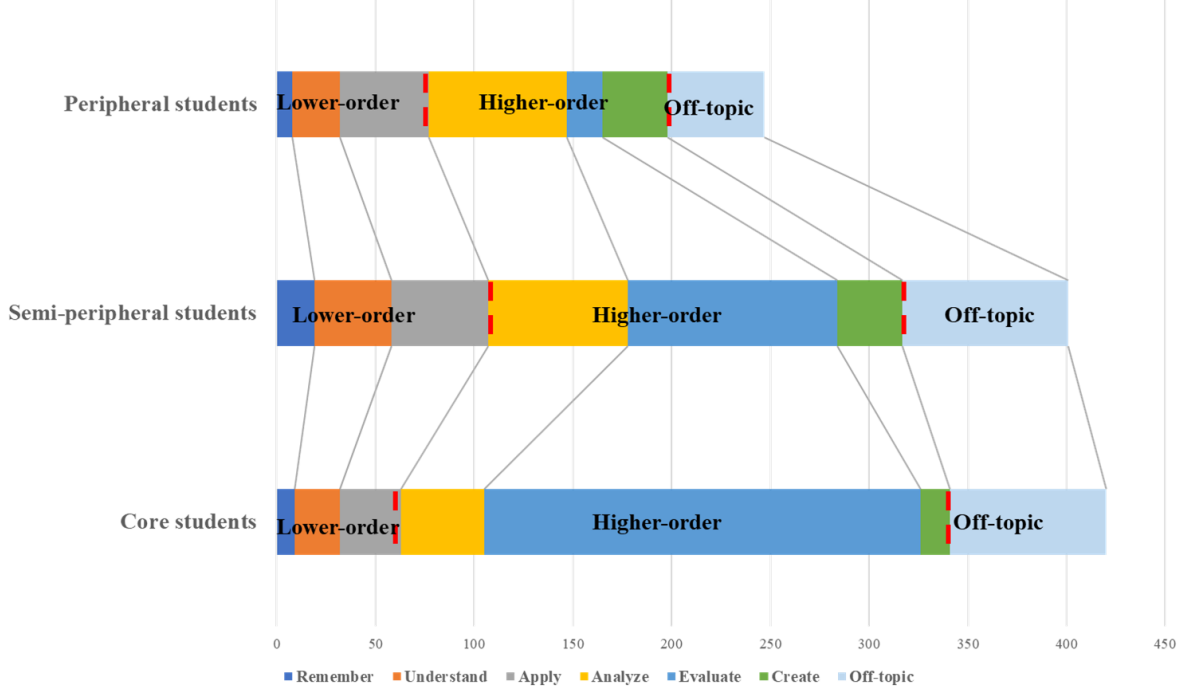 Peripheral students
Lower-order
Higher-order
Off-topic
Semi-peripheral students
Lower-order
Higher-order
Off-topic
Core students
Lower-order
Higher-order
Off-topic
0 50 100 150 200 250 300 350 400 450
Remember Understand Apply Analyze Evaluate Create Off-topic